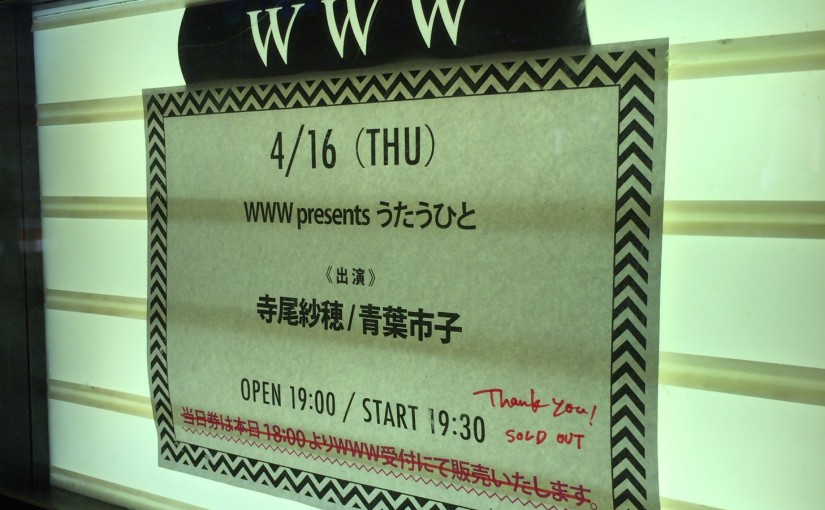 WWW
4/16 (THU)
WWW presents うたうひと
《出演》
寺尾紗穂/青葉市子
OPEN 19:00 / START 19:30
Thank you!
SOLD OUT
当日券は本日18:00よりWWW受付にて販売いたします。